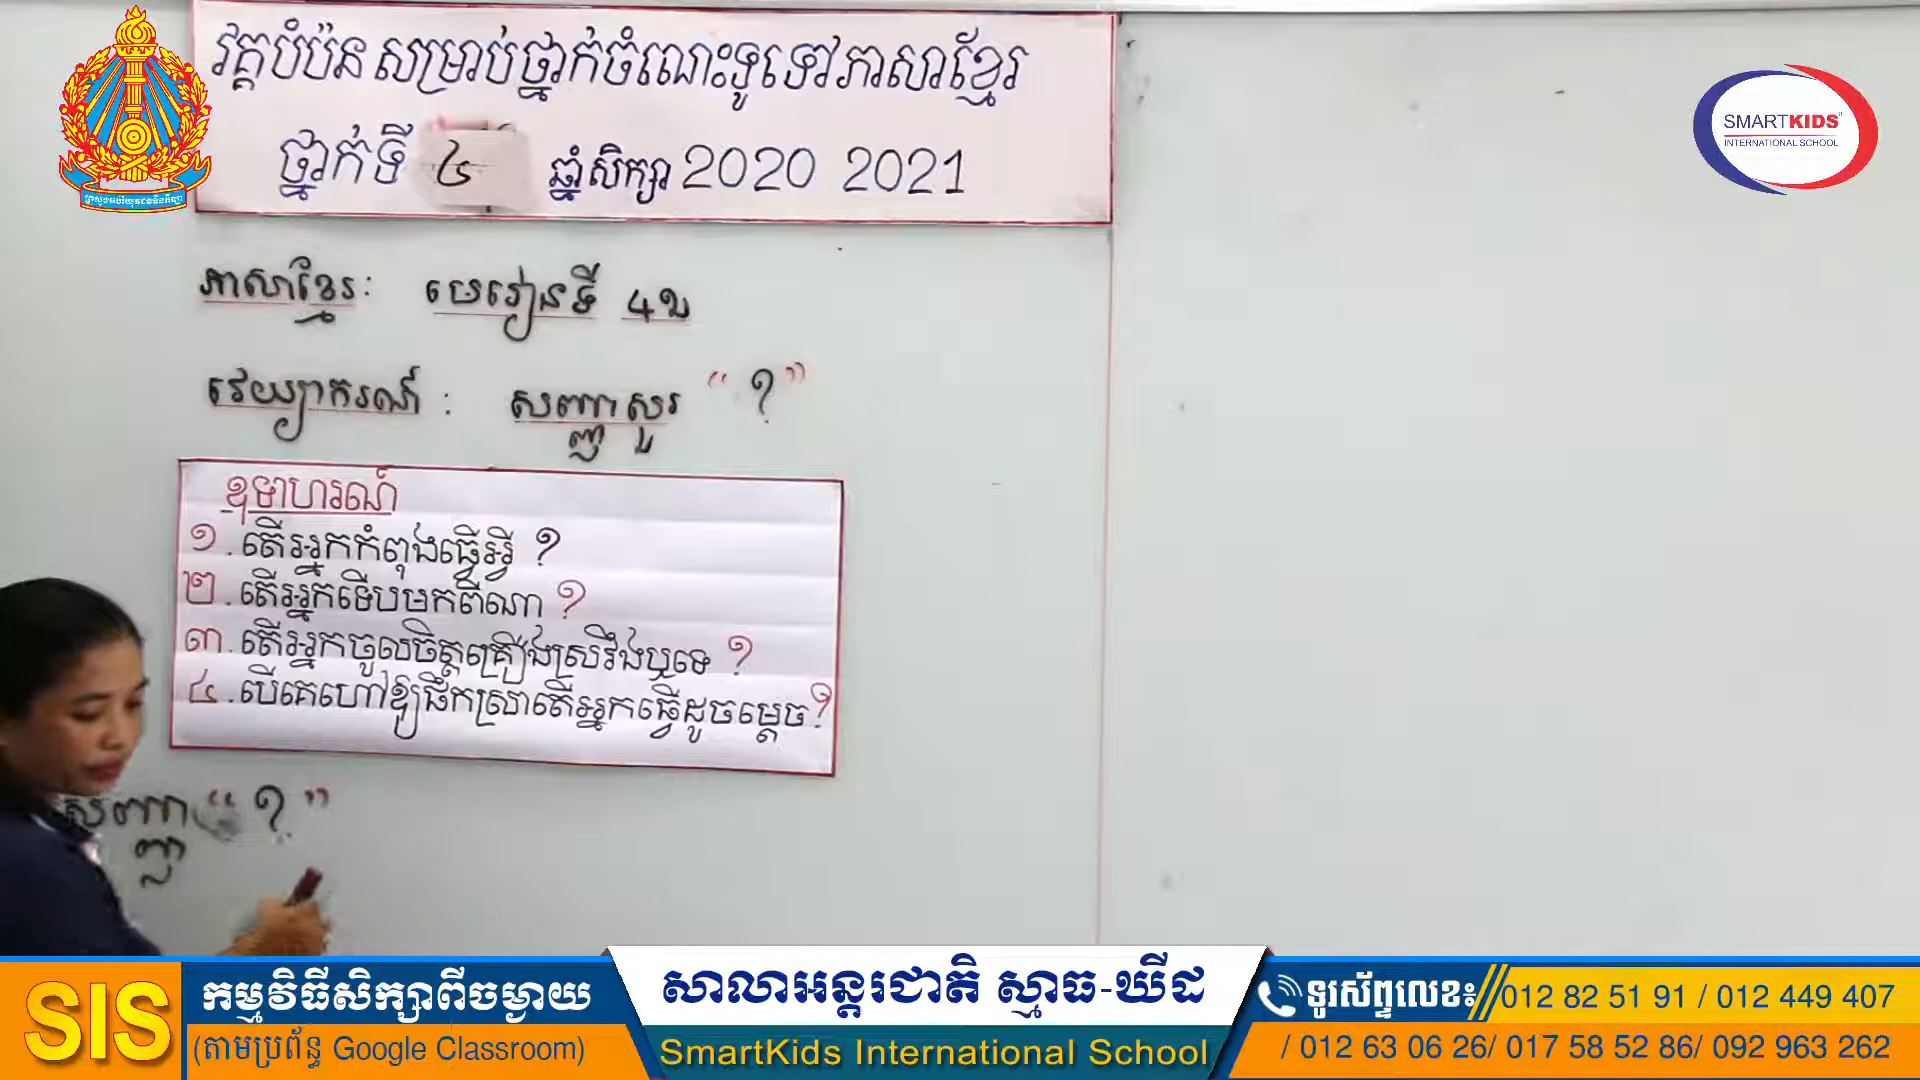 វគ្គបំប៉នសម្រាប់ថ្នាក់ចំណេះទូទៅភាសាខ្មែរ
ថ្នាក់ទី ៤ ឆ្នាំសិក្សា 2020 2021
SMARTKIDS
INTERNATIONAL SCHOOL
ភាសាខ្មែរ: មេរៀនទី 4ខ
វេយ្យាករណ៍ : សញ្ញាសួរ "?"
ឧទាហរណ៍
១. តើអ្នកកំពុងធ្វើអ្វី ?
២. តើអ្នកទើបមកពីណា ?
៣. តើអ្នកចូលចិត្តគ្រឿងស្រវឹងឬទេ ?
៤. បើគេហៅឱ្យផឹកស្រាតើអ្នកធ្វើដូចម្តេច?
សញ្ញា "?"
SIS
កម្មវិធីសិក្សាពីចម្ងាយ
(តាមប្រព័ន្ធ Google Classroom)
សាលាអន្តរជាតិ ស្មាធ-ឃីដ
SmartKids International School
ទូរស័ព្ទលេខ៖ 012 82 51 91 / 012 449 407
/ 012 63 06 26/ 017 58 52 86/ 092 963 262